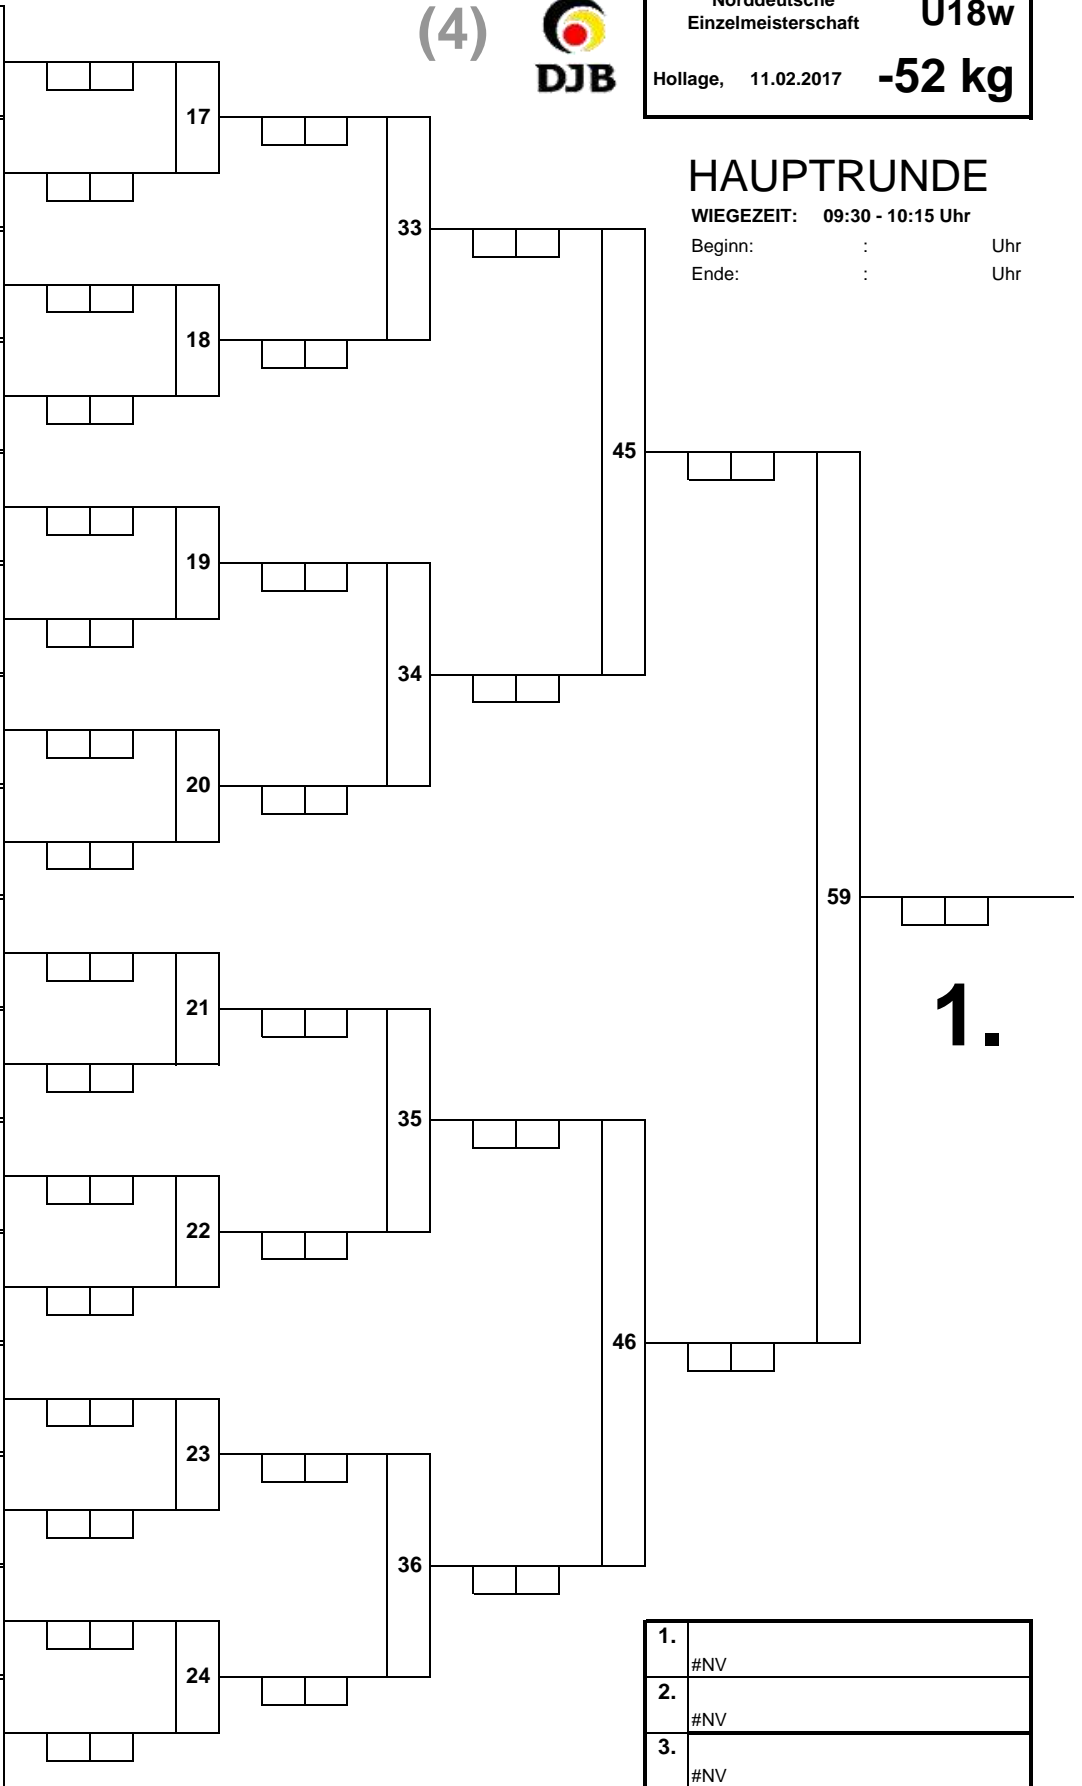 (4)
DJB
Norddeutsche
Einzelmeisterschaft
U18w
Hollage, 11.02.2017 -52 kg
HAUPTRUNDE
WIEGEZEIT: 09:30 - 10:15 Uhr
Beginn: : Uhr
Ende: : Uhr
17
33
18
45
19
34
20
59
21
1.
35
22
46
23
36
24
1.
#NV
2.
#NV
3.
#NV